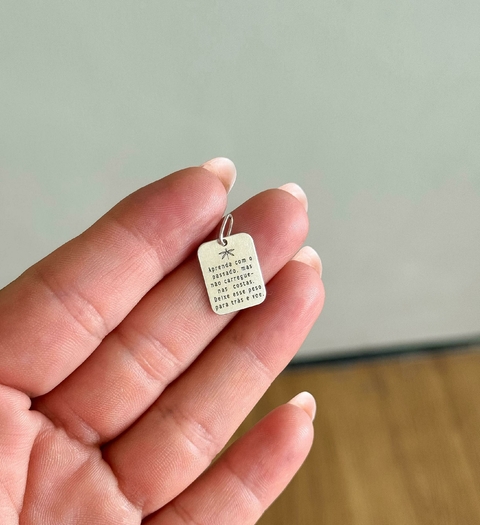 Aprenda com o
passado, mas
não carregue-
nas costas.
Deixe esse peso
para trás e voe.